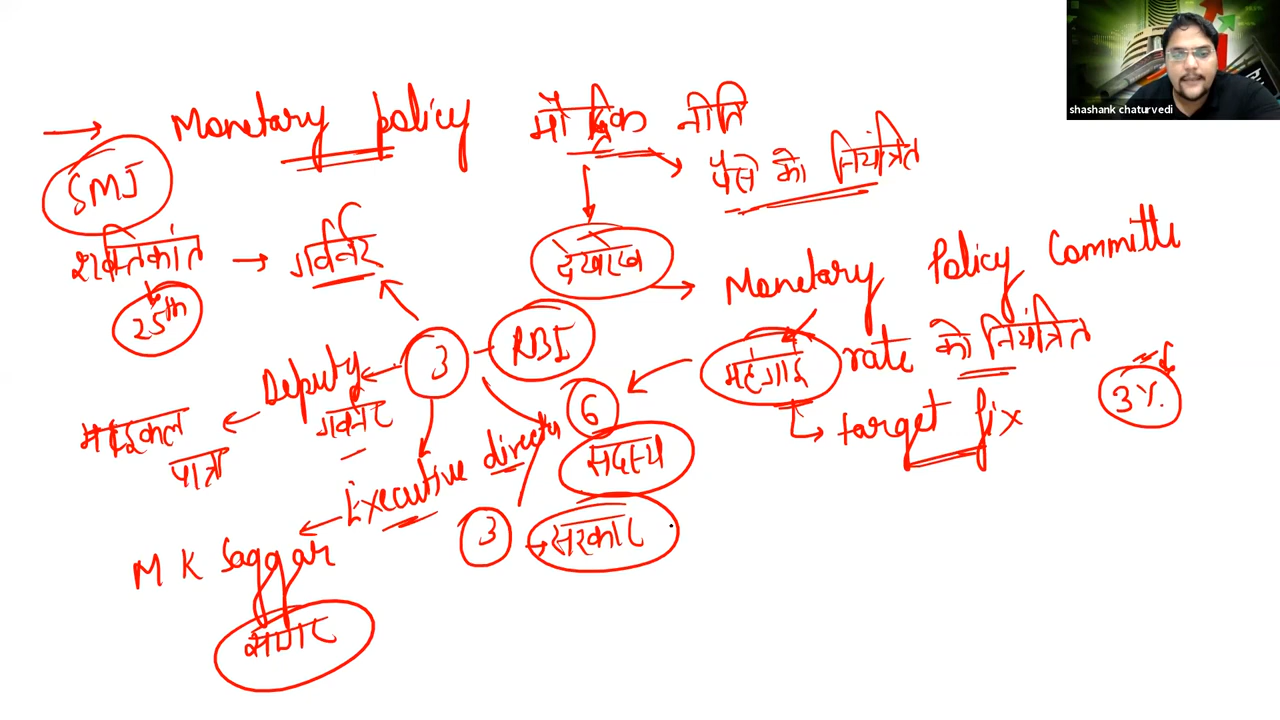 shashank chaturvedi
→ Monetary policy मौद्रिक नीति
→ पैसे को नियंत्रित
SMJ
शक्तिकांत → गवर्नर
25th
देखरेख → Monetary Policy Committee
महंगाई rate को नियंत्रित
→ target fix
3%
RBI
3
Deputy गवर्नर
माइकल पात्रा
6
सदस्य
Executive director
3 → सरकार
M K Saggar
सागर